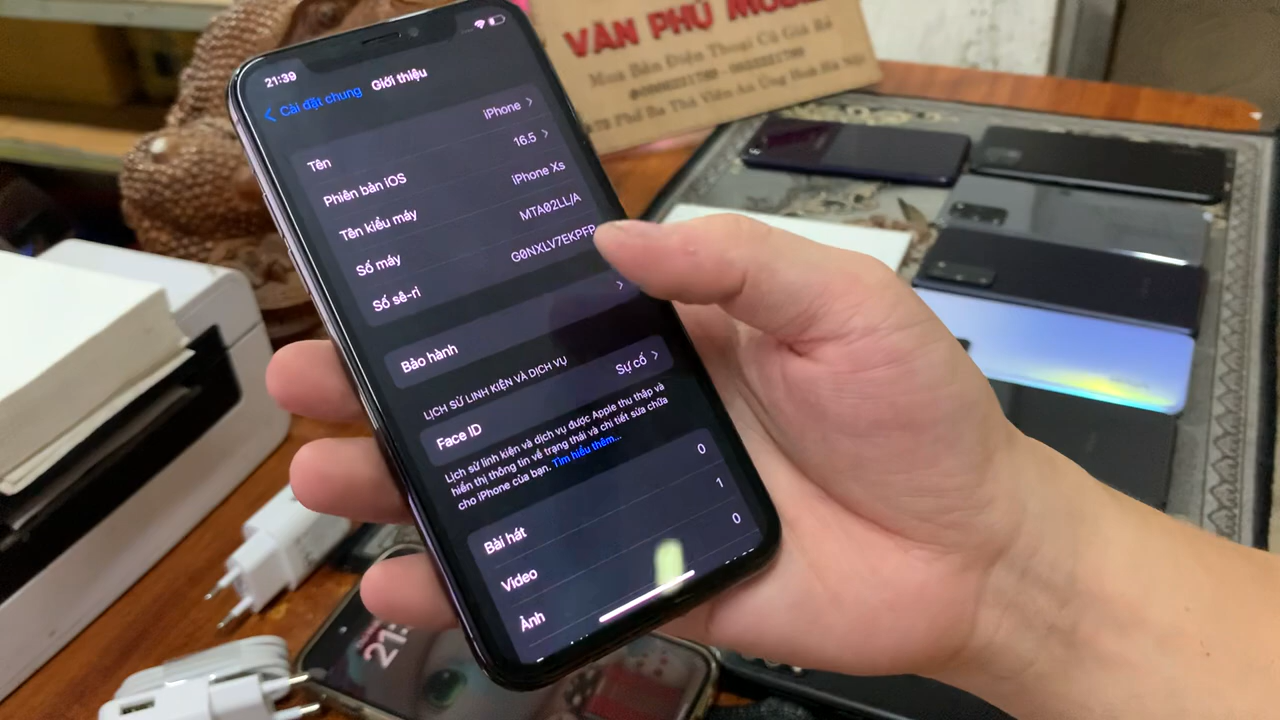 VĂN PHÚ MOBILE
Mua Bán Điện Thoại Cũ Giá Rẻ
21:39
Cài đặt chung
Giới thiệu
Tên
iPhone
Phiên bản iOS
16.5
Tên kiểu máy
iPhone Xs
Số máy
MTA02LL/A
Số sê-ri
G0NXLV7EKPFP
Bảo hành
LỊCH SỬ LINH KIỆN VÀ DỊCH VỤ
Face ID
Sự cố
Lịch sử linh kiện và dịch vụ được Apple thu thập và
hiển thị thông tin về trạng thái và chi tiết sửa chữa
cho iPhone của bạn. Tìm hiểu thêm...
Bài hát
0
Video
1
Ảnh
0
21: